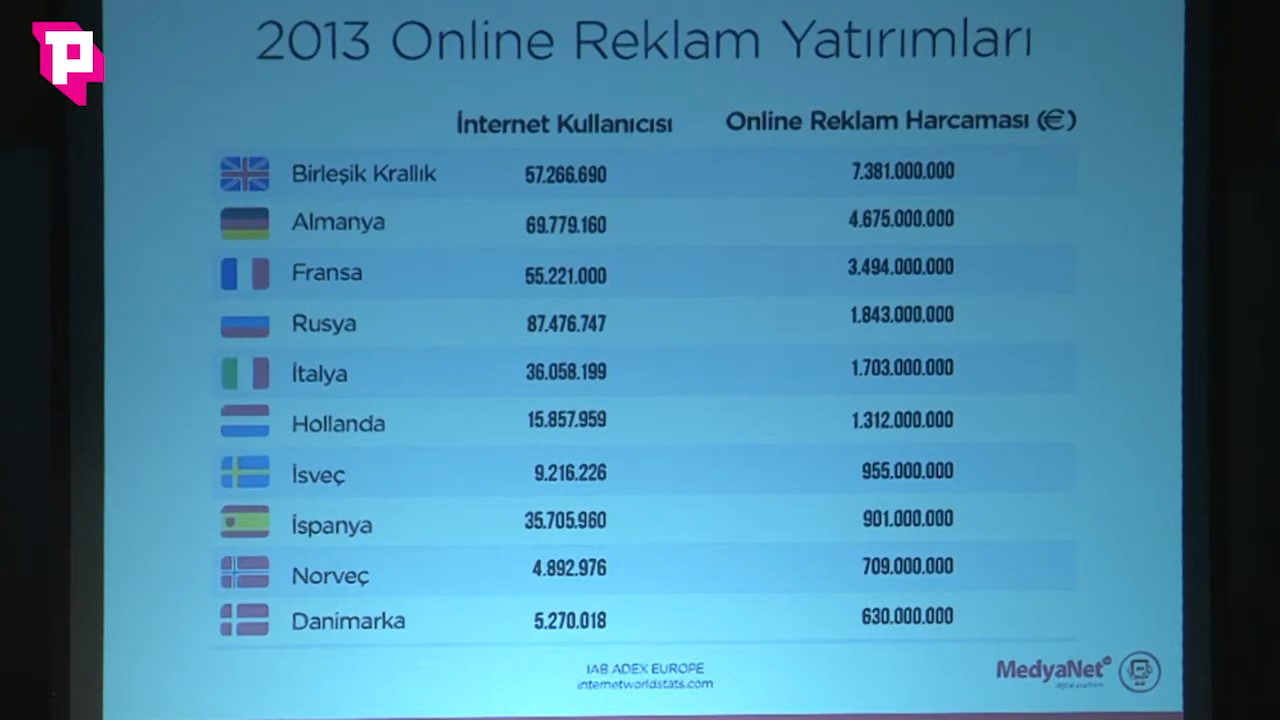 2013 Online Reklam Yatırımları
İnternet Kullanıcısı Online Reklam Harcaması (€)
Birleşik Krallık 57.266.690 7.381.000.000
Almanya 69.779.160 4.675.000.000
Fransa 55.221.000 3.494.000.000
Rusya 87.476.747 1.843.000.000
İtalya 36.058.199 1.703.000.000
Hollanda 15.857.959 1.312.000.000
İsveç 9.216.226 955.000.000
İspanya 35.705.960 901.000.000
Norveç 4.892.976 709.000.000
Danimarka 5.270.018 630.000.000
IAB ADEX EUROPE
internetworldstats.com
MedyaNet
digital platform